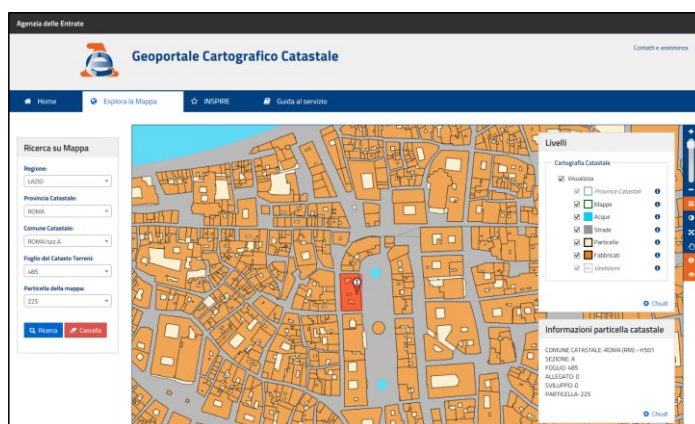 Agenzia delle Entrate
Geoportale Cartografico Catastale
Contatti e assistenza
Home
Esplora la Mappa
INSPIRE
Guida al servizio
Ricerca su Mappa
Regione:
LAZIO
Provincia Catastale:
ROMA
Comune Catastale:
ROMA/sez.A
Foglio del Catasto Terreni:
485
Particella della mappa:
225
Ricerca
Cancella
Livelli
Cartografia Catastale
Visualizza
Province Catastali
Mappe
Acque
Strade
Particelle
Fabbricati
Vestizioni
Chiudi
Informazioni particella catastale
COMUNE CATASTALE: ROMA (RM) - H501
SEZIONE: A
FOGLIO: 485
ALLEGATO: 0
SVILUPPO: 0
PARTICELLA: 225
Chiudi